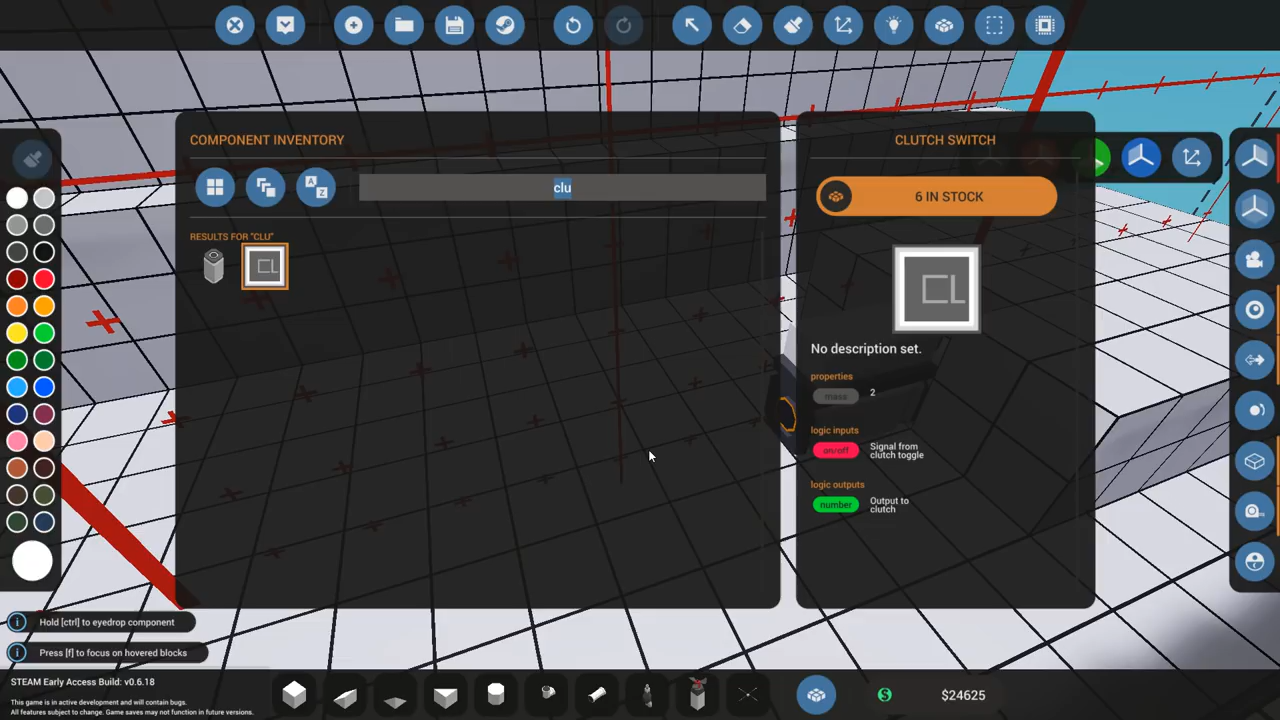 COMPONENT INVENTORY
A
Z
clu
RESULTS FOR "CLU"
CL
CLUTCH SWITCH
6 IN STOCK
CL
No description set.
properties
mass
2
logic inputs
on/off
Signal from
clutch toggle
logic outputs
number
Output to
clutch
Hold [ctrl] to eyedrop component
Press [f] to focus on hovered blocks
STEAM Early Access Build: v0.6.18
This game is in active development and will contain bugs.
All features subject to change. Game saves may not function in future versions.
$
$24625